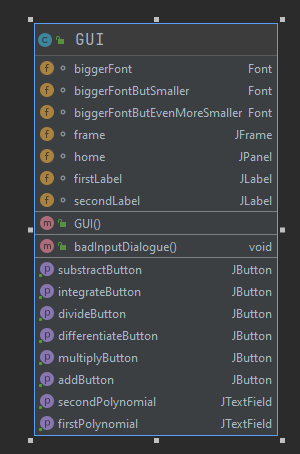 GUI
biggerFont Font
biggerFontButSmaller Font
biggerFontButEvenMoreSmaller Font
frame JFrame
home JPanel
firstLabel JLabel
secondLabel JLabel
GUI()
badInputDialogue() void
substractButton JButton
integrateButton JButton
divideButton JButton
differentiateButton JButton
multiplyButton JButton
addButton JButton
secondPolynomial JTextField
firstPolynomial JTextField